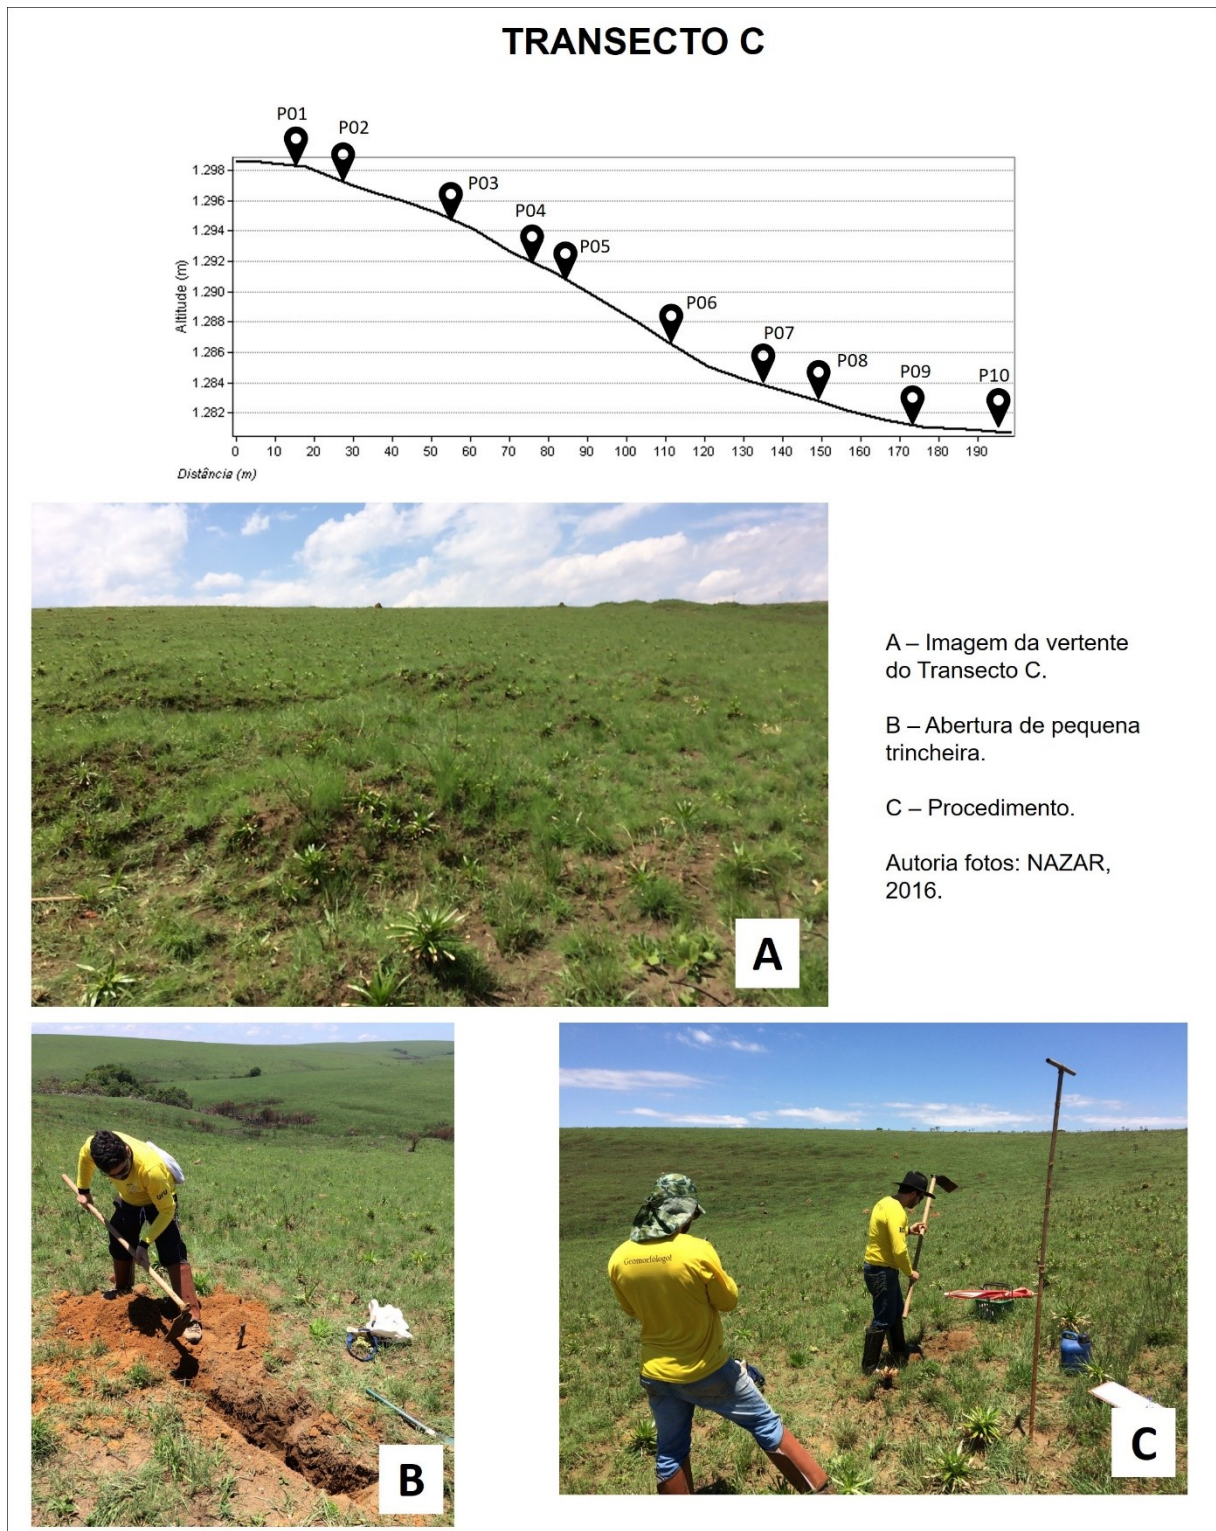 TRANSECTO C
P01
P02
P03
P04
P05
P06
P07
P08
P09
P10
Altitude (m)
1.298
1.296
1.294
1.292
1.290
1.288
1.286
1.284
1.282
0 10 20 30 40 50 60 70 80 90 100 110 120 130 140 150 160 170 180 190
Distância (m)
A – Imagem da vertente
do Transecto C.
B – Abertura de pequena
trincheira.
C – Procedimento.
Autoria fotos: NAZAR,
2016.
A
B
Geomorfólogo!
C